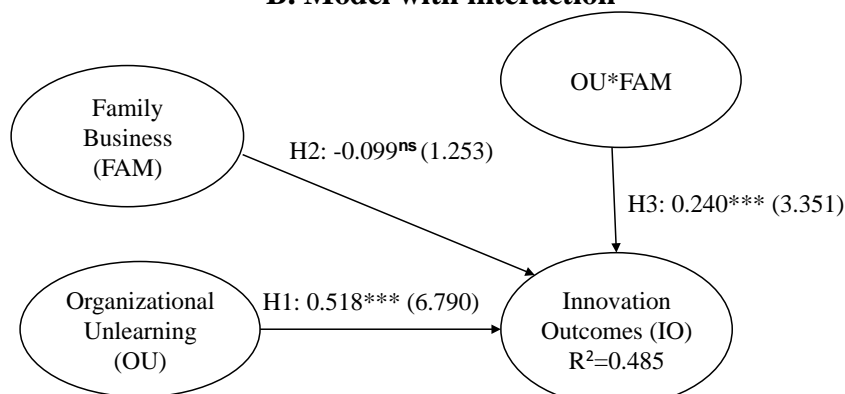 B. Model with interaction
OU*FAM
Family
Business
(FAM)
H2: -0.099ⁿˢ (1.253)
H3: 0.240*** (3.351)
Organizational
Unlearning
(OU)
H1: 0.518*** (6.790)
Innovation
Outcomes (IO)
R²=0.485